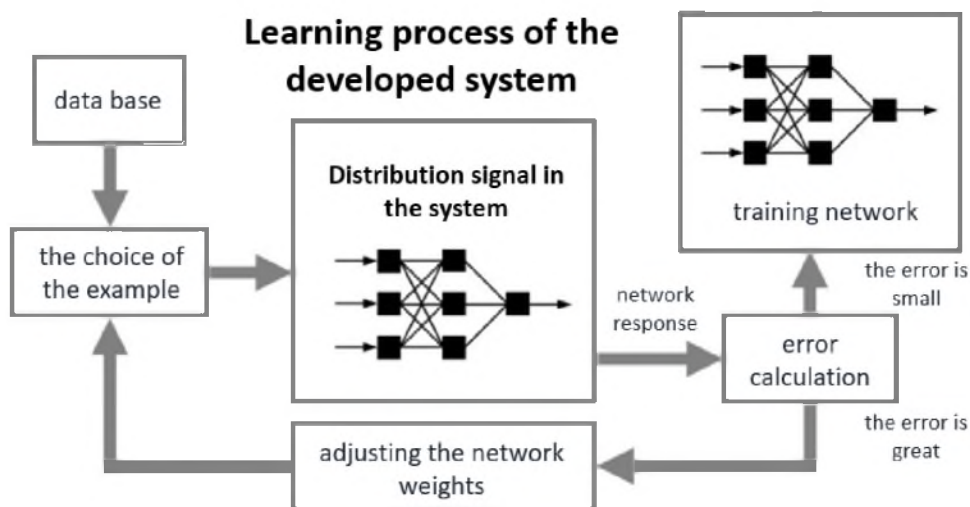 Learning process of the
developed system
data base
the choice of
the example
Distribution signal in
the system
network
response
error
calculation
the error is
small
training network
the error is
great
adjusting the network
weights